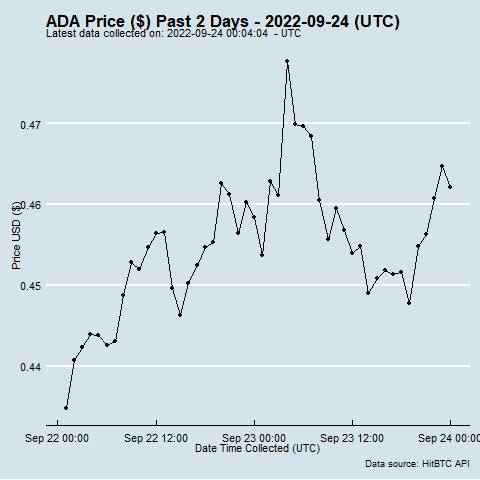 ADA Price ($) Past 2 Days - 2022-09-24 (UTC)
Latest data collected on: 2022-09-24 00:04:04 - UTC
0.47
0.46
0.45
0.44
Price USD ($)
Sep 22 00:00 Sep 22 12:00 Sep 23 00:00 Sep 23 12:00 Sep 24 00:00
Date Time Collected (UTC)
Data source: HitBTC API